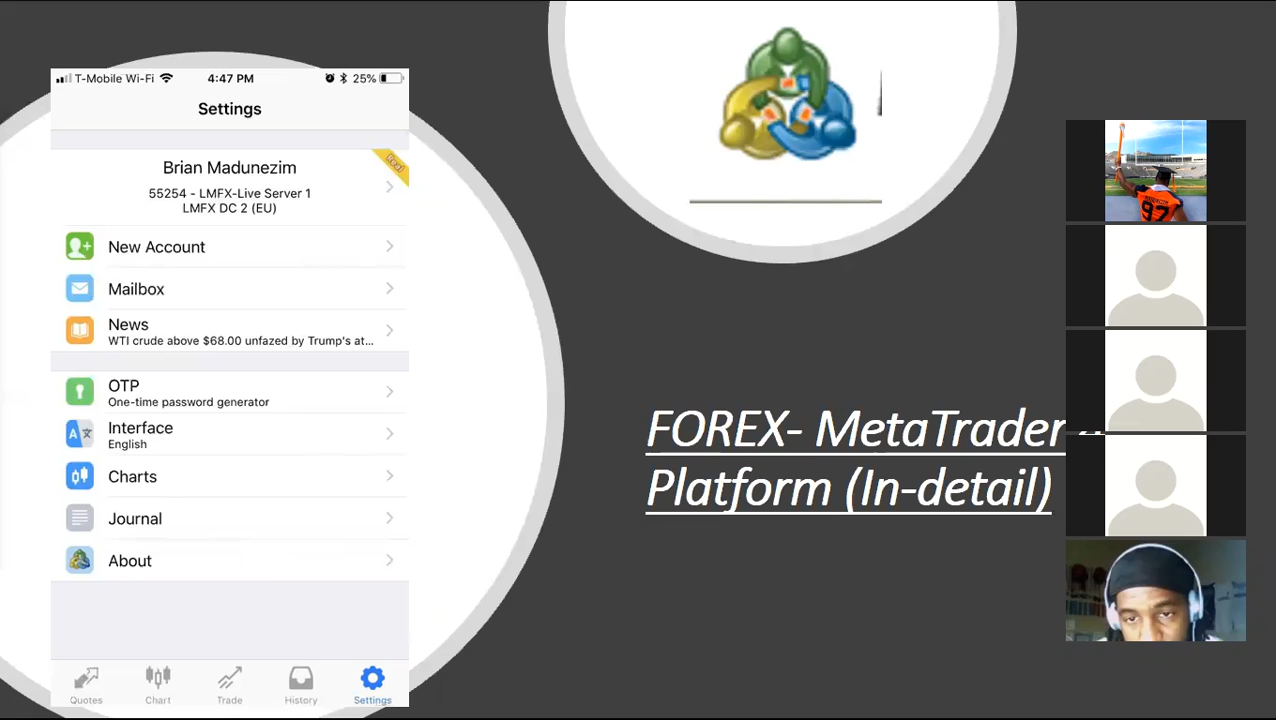 T-Mobile Wi-Fi 4:47 PM 25%
Settings
Brian Madunezim
Real
55254 - LMFX-Live Server 1
LMFX DC 2 (EU)
New Account
Mailbox
News
WTI crude above $68.00 unfazed by Trump's at...
OTP
One-time password generator
Interface
English
Charts
Journal
About
Quotes Chart Trade History Settings
FOREX- MetaTrader
Platform (In-detail)
97